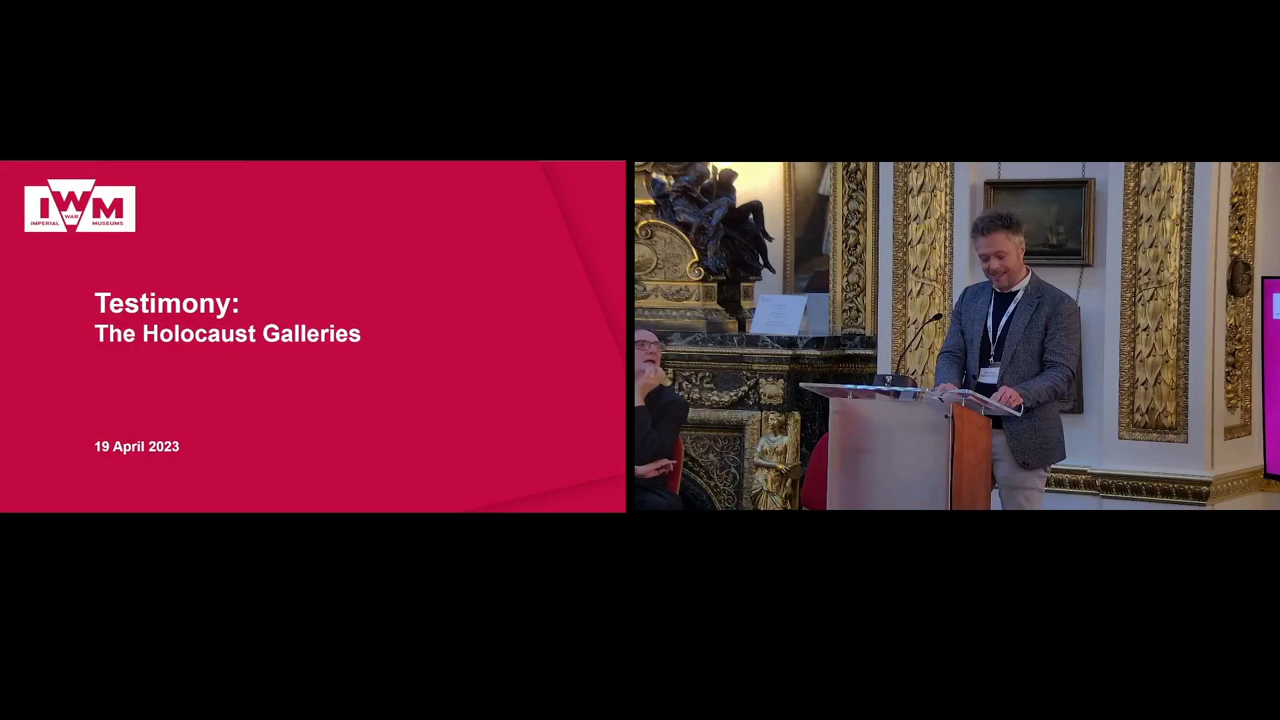 IWM
IMPERIAL WAR MUSEUMS
Testimony:
The Holocaust Galleries
19 April 2023